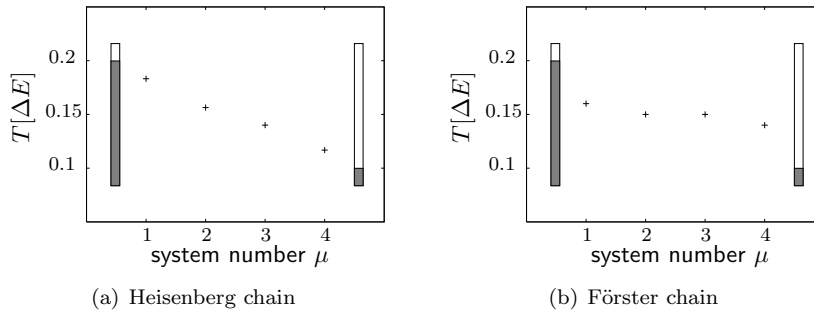 T[ΔE]
0.2
0.15
0.1
1 2 3 4
system number μ
(a) Heisenberg chain
T[ΔE]
0.2
0.15
0.1
1 2 3 4
system number μ
(b) Förster chain